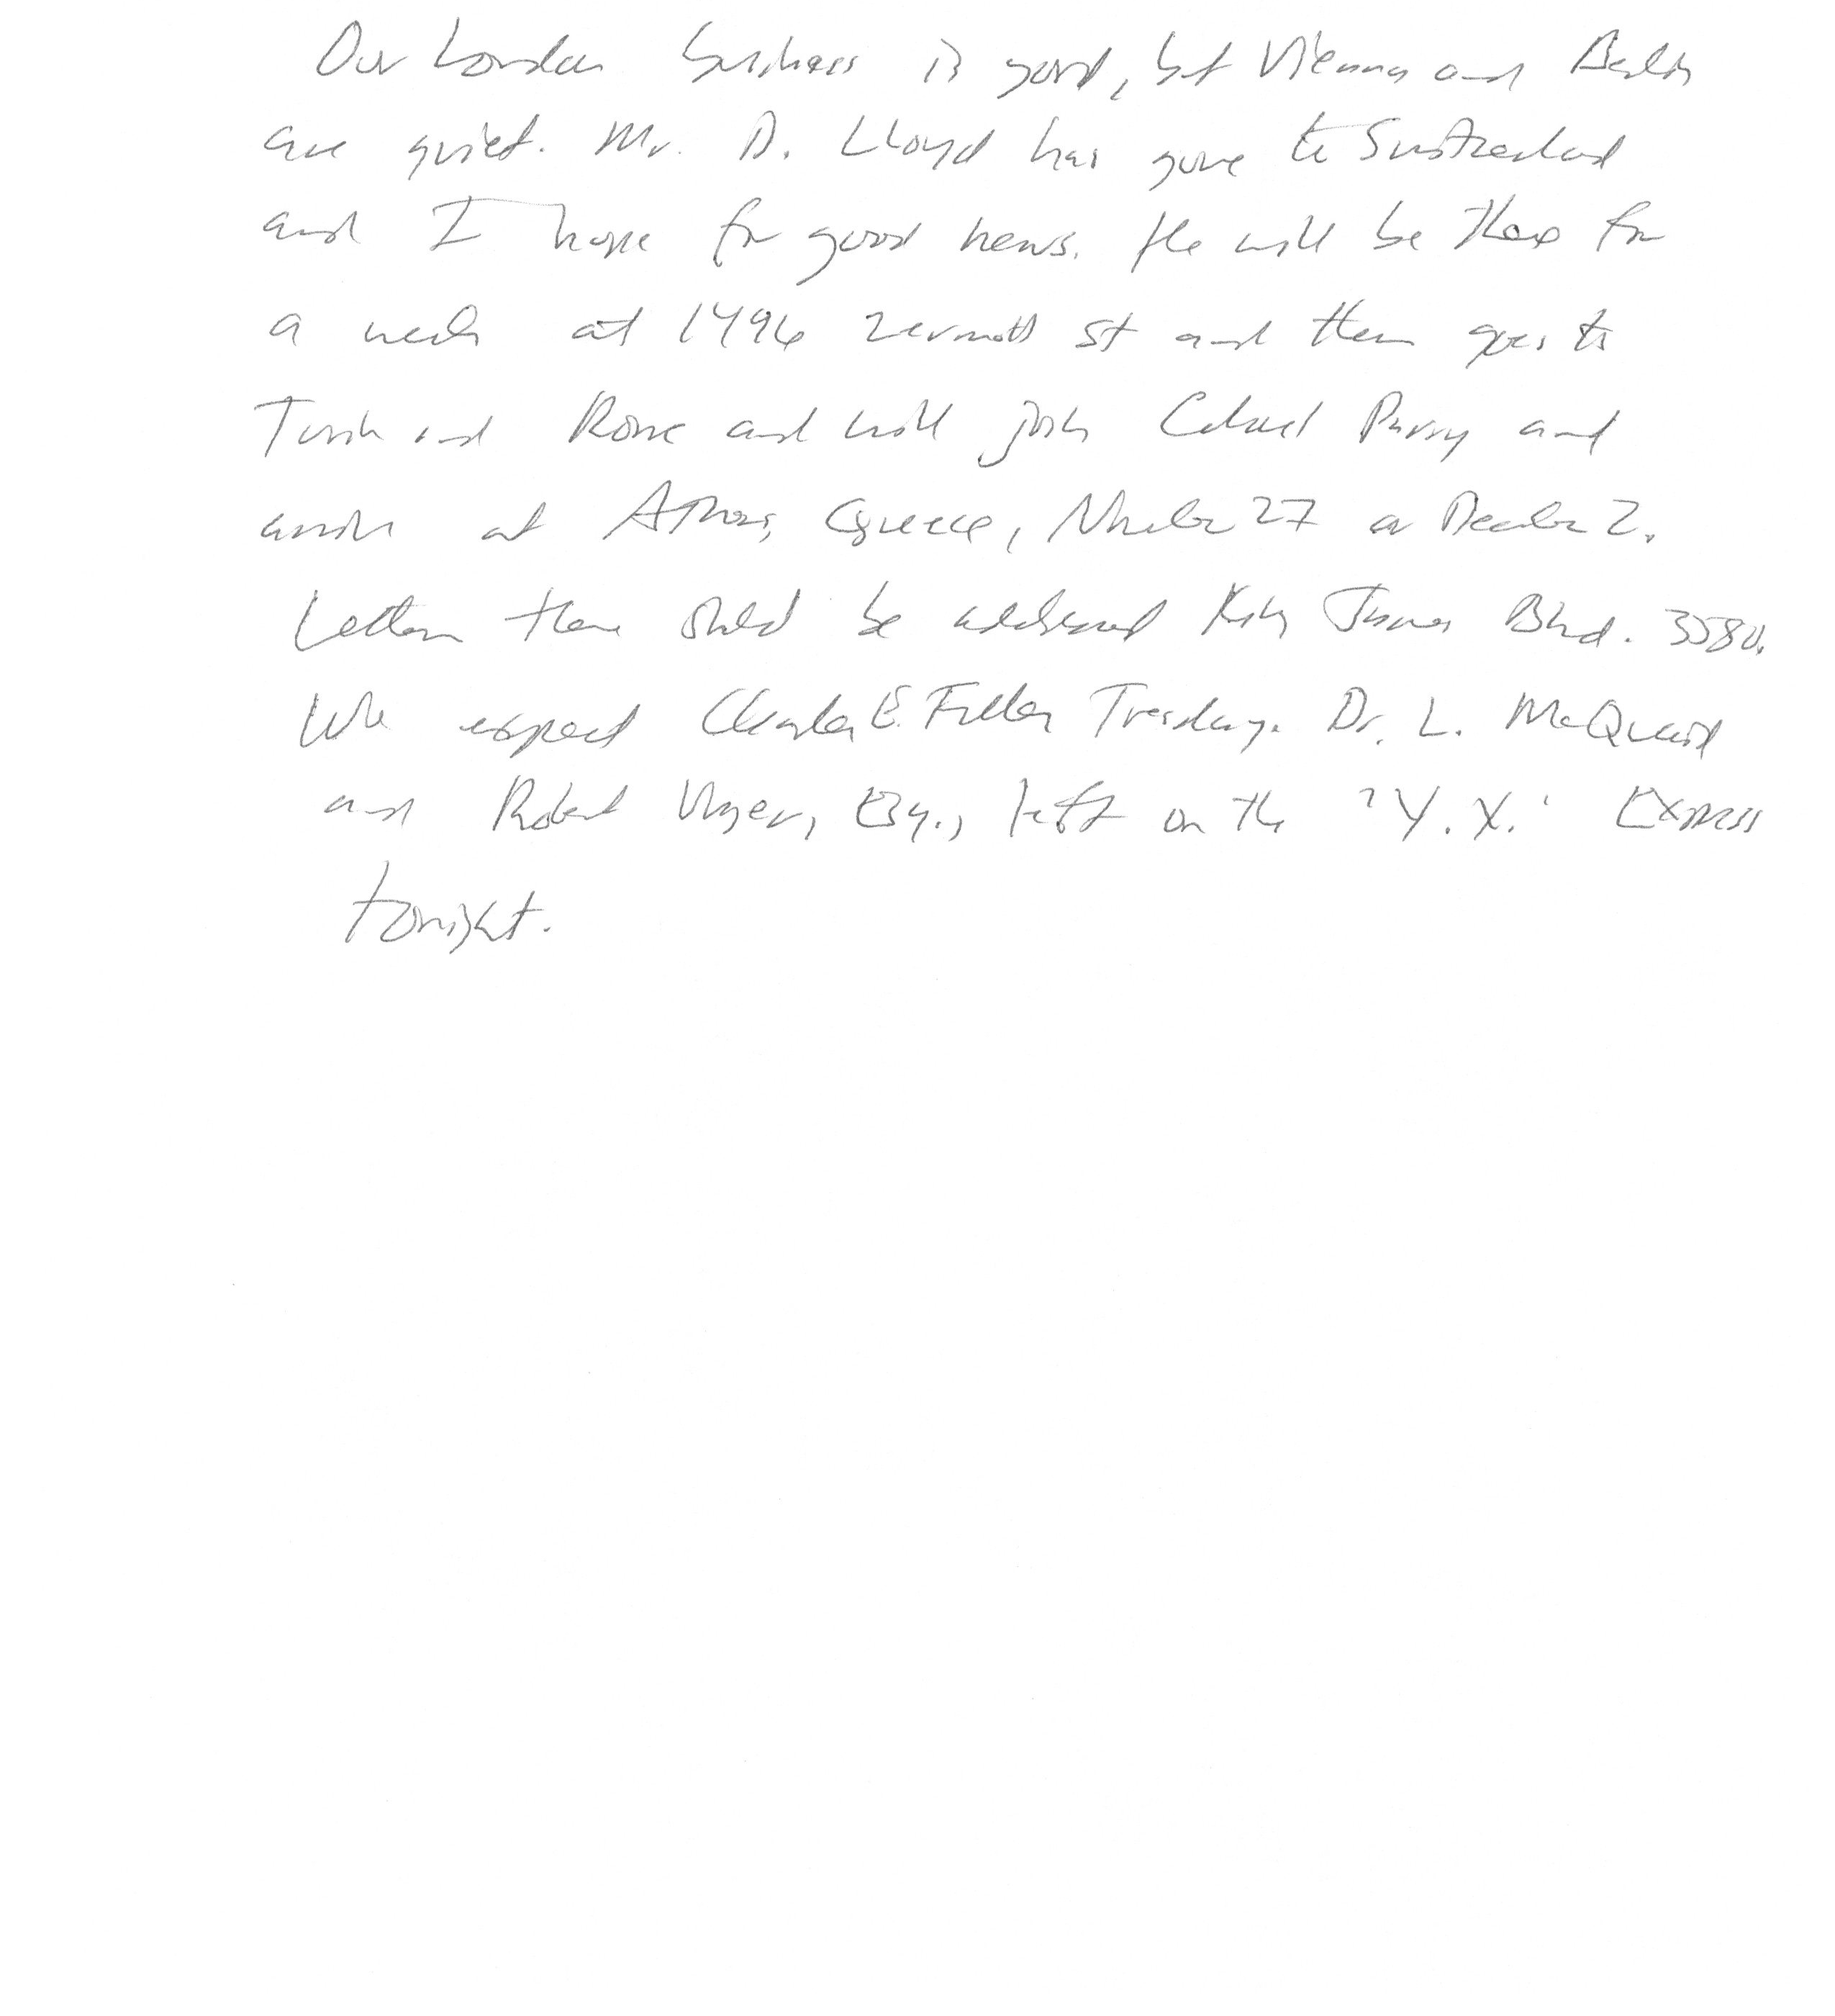 Our London business is good, but Vienna and Berlin
are quiet. Mr. D. Lloyd has gone to Switzerland
and I hope for good news. He will be there for
a week at 1496 Zermott St and then goes to
Turin and Rome and will join Colonel Parry and
arrive at Athens, Greece, November 27 or December 2.
Letters there should be addressed King James Blvd. 3580.
We expect Charles E. Fuller Tuesday. Dr. L. McQuaid
and Robert Unger, Esq., left on the 'Y.X.' Express
tonight.